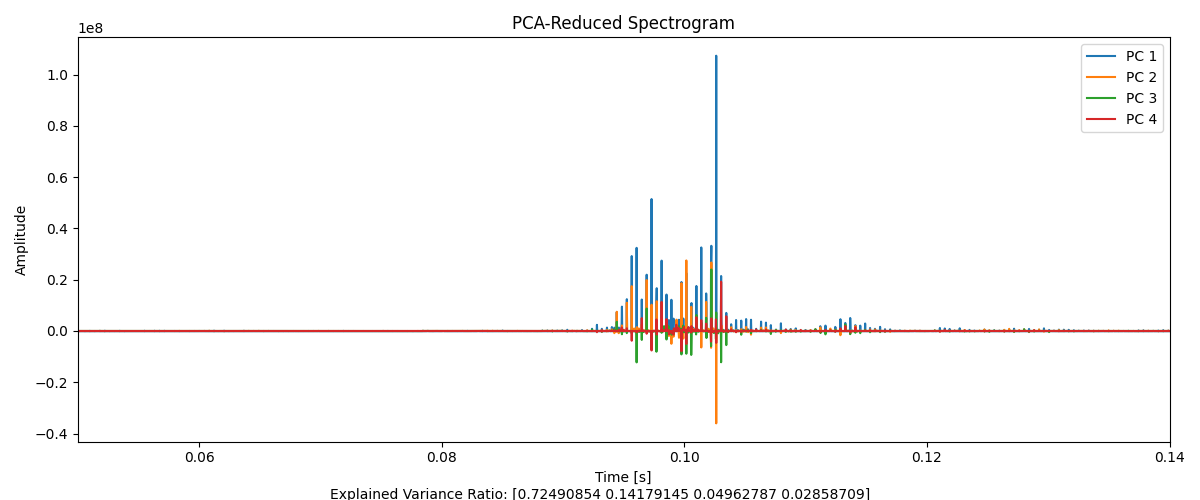 PCA-Reduced Spectrogram
1e8
PC 1
PC 2
PC 3
PC 4
1.0
0.8
0.6
0.4
0.2
0.0
−0.2
−0.4
Amplitude
0.06 0.08 0.10 0.12 0.14
Time [s]
Explained Variance Ratio: [0.72490854 0.14179145 0.04962787 0.02858709]